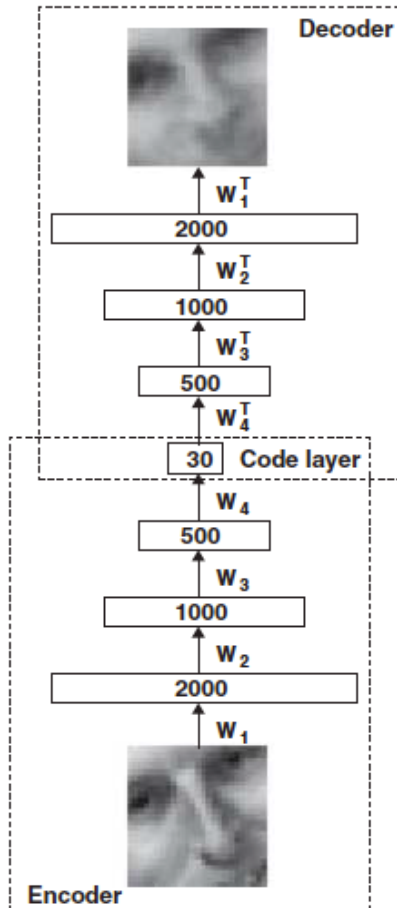 Decoder
W₁ᵀ
2000
W₂ᵀ
1000
W₃ᵀ
500
W₄ᵀ
30 Code layer
W₄
500
W₃
1000
W₂
2000
W₁
Encoder